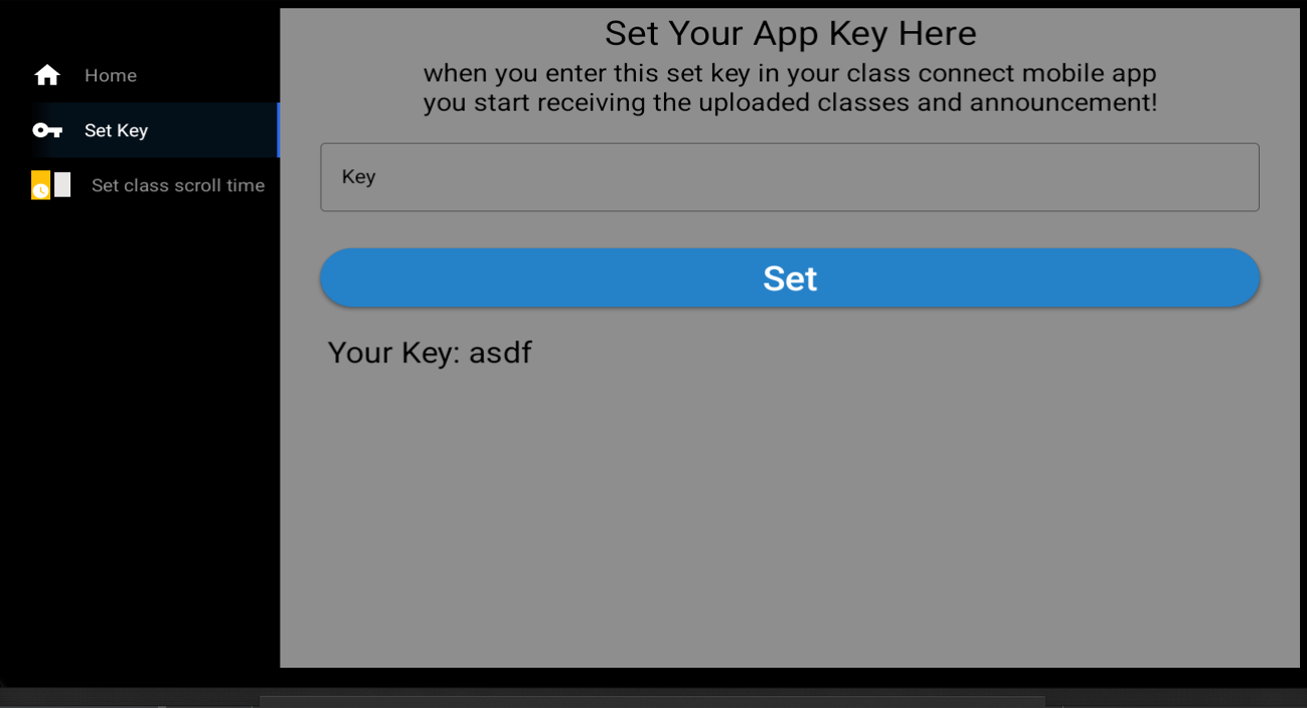 Home
Set Key
Set class scroll time
Set Your App Key Here
when you enter this set key in your class connect mobile app
you start receiving the uploaded classes and announcement!
Key
Set
Your Key: asdf